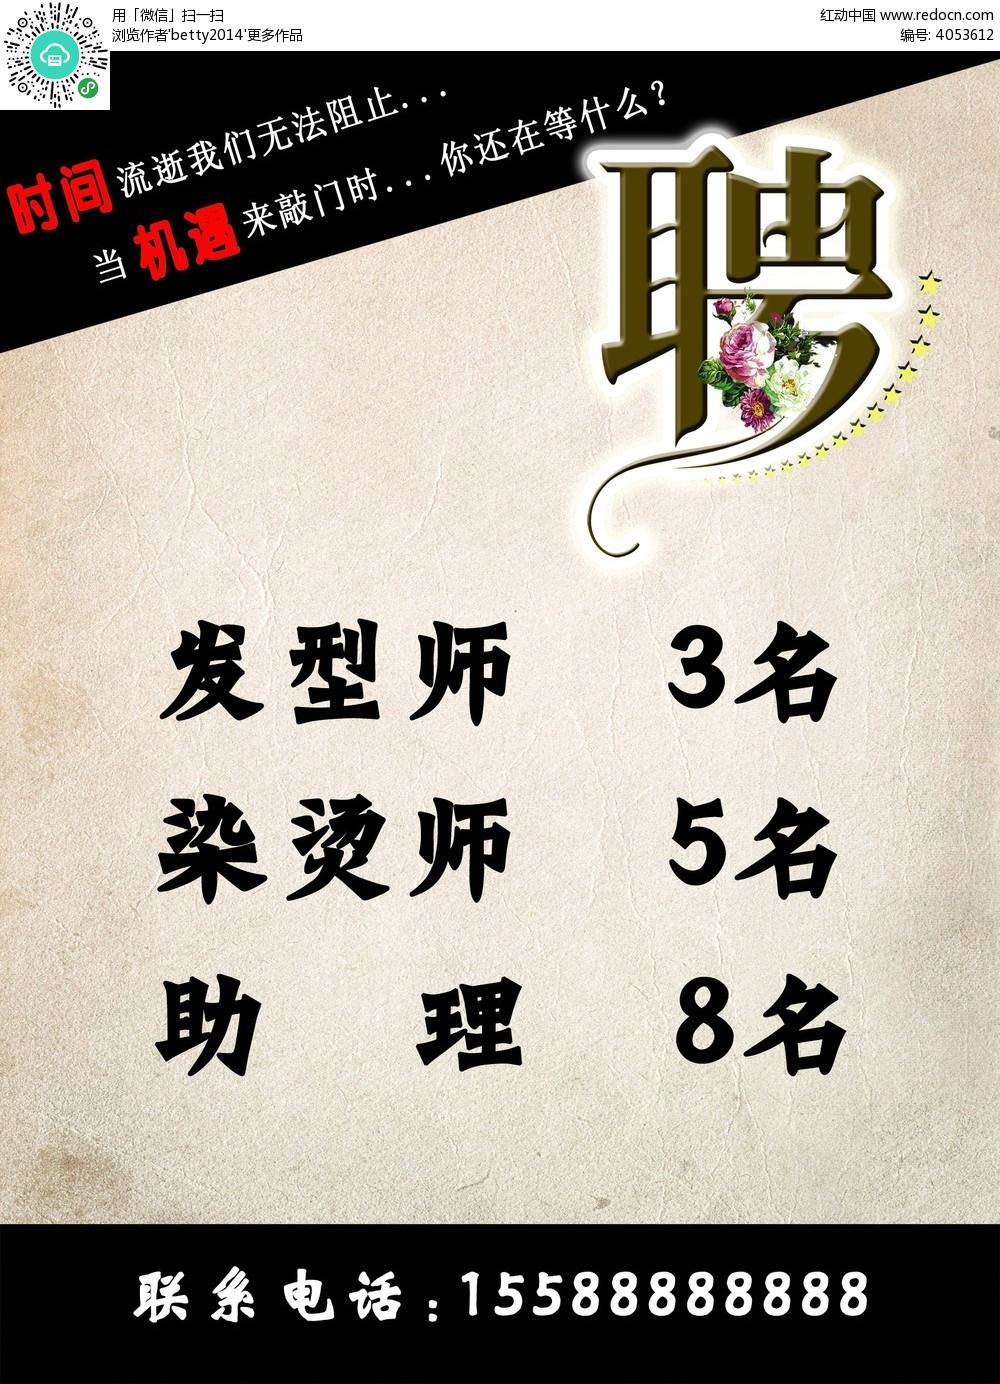 用「微信」扫一扫
浏览作者'betty2014'更多作品
红动中国 www.redocn.com
编号: 4053612
时间流逝我们无法阻止...
当机遇来敲门时...你还在等什么？
聘
发型师 3名
染烫师 5名
助理 8名
联系电话:15588888888